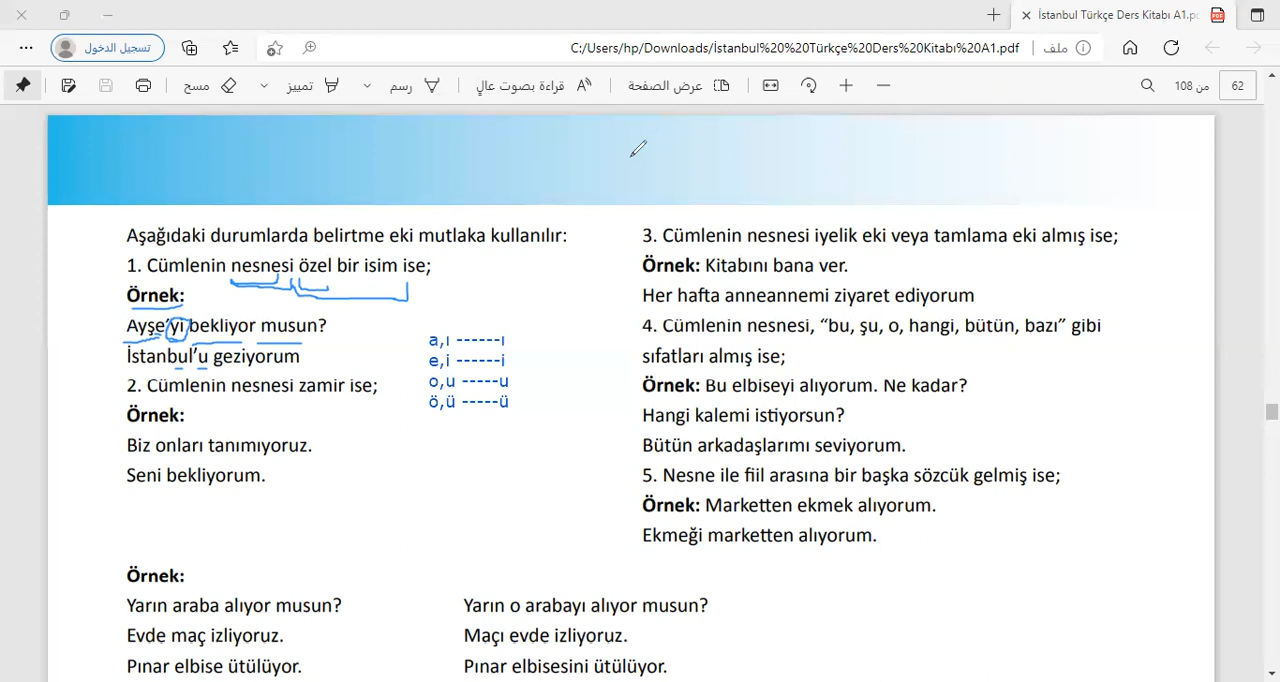 İstanbul Türkçe Ders Kitabı A1.pdf
PDF
تسجيل الدخول
C:/Users/hp/Downloads/İstanbul%20%20Türkçe%20Ders%20Kitabı%20A1.pdf
ملف
مسح
تمييز
رسم
قراءة بصوت عالٍ
عرض الصفحة
من 108
62
Aşağıdaki durumlarda belirtme eki mutlaka kullanılır:
1. Cümlenin nesnesi özel bir isim ise;
Örnek:
Ayşe’yi bekliyor musun?
İstanbul’u geziyorum
2. Cümlenin nesnesi zamir ise;
Örnek:
Biz onları tanımıyoruz.
Seni bekliyorum.
a,ı ------ı
e,i ------i
o,u -----u
ö,ü -----ü
3. Cümlenin nesnesi iyelik eki veya tamlama eki almış ise;
Örnek: Kitabını bana ver.
Her hafta anneannemi ziyaret ediyorum
4. Cümlenin nesnesi, “bu, şu, o, hangi, bütün, bazı” gibi
sıfatları almış ise;
Örnek: Bu elbiseyi alıyorum. Ne kadar?
Hangi kalemi istiyorsun?
Bütün arkadaşlarımı seviyorum.
5. Nesne ile fiil arasına bir başka sözcük gelmiş ise;
Örnek: Marketten ekmek alıyorum.
Ekmeği marketten alıyorum.
Örnek:
Yarın araba alıyor musun?
Evde maç izliyoruz.
Pınar elbise ütülüyor.
Yarın o arabayı alıyor musun?
Maçı evde izliyoruz.
Pınar elbisesini ütülüyor.